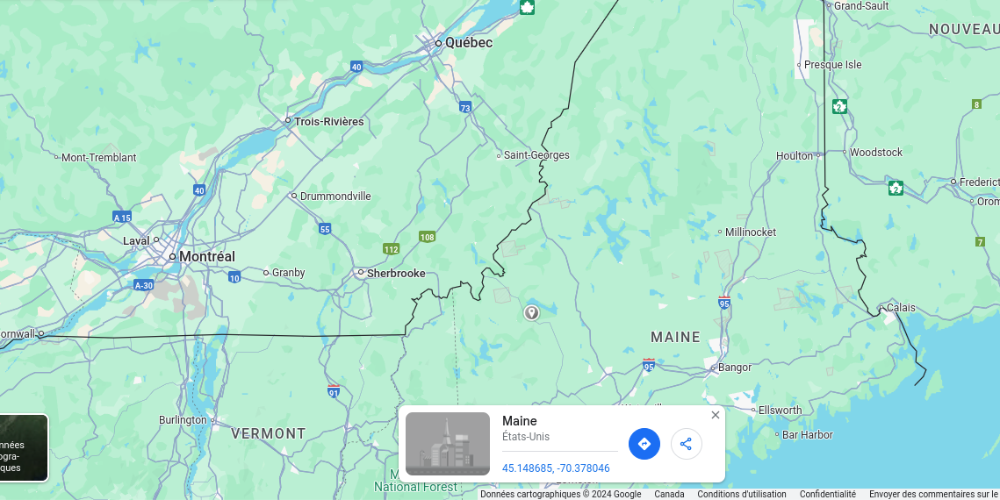 Grand-Sault
NOUVEAU
Québec
40
Presque Isle
73
8
2
Trois-Rivières
Mont-Tremblant
Saint-Georges
Houlton
Woodstock
40
2
Frederict
Drummondville
Orom
A 15
55
Laval
108
Millinocket
7
112
Montréal
Granby
Sherbrooke
10
A-30
95
Calais
ornwall
MAINE
95
Bangor
91
Ellsworth
Burlington
VERMONT
Bar Harbor
Maine
États-Unis
45.148685, -70.378046
nnées
ogra-
ques
National Forest
Données cartographiques © 2024 Google Canada Conditions d'utilisation Confidentialité Envoyer des commentaires sur le